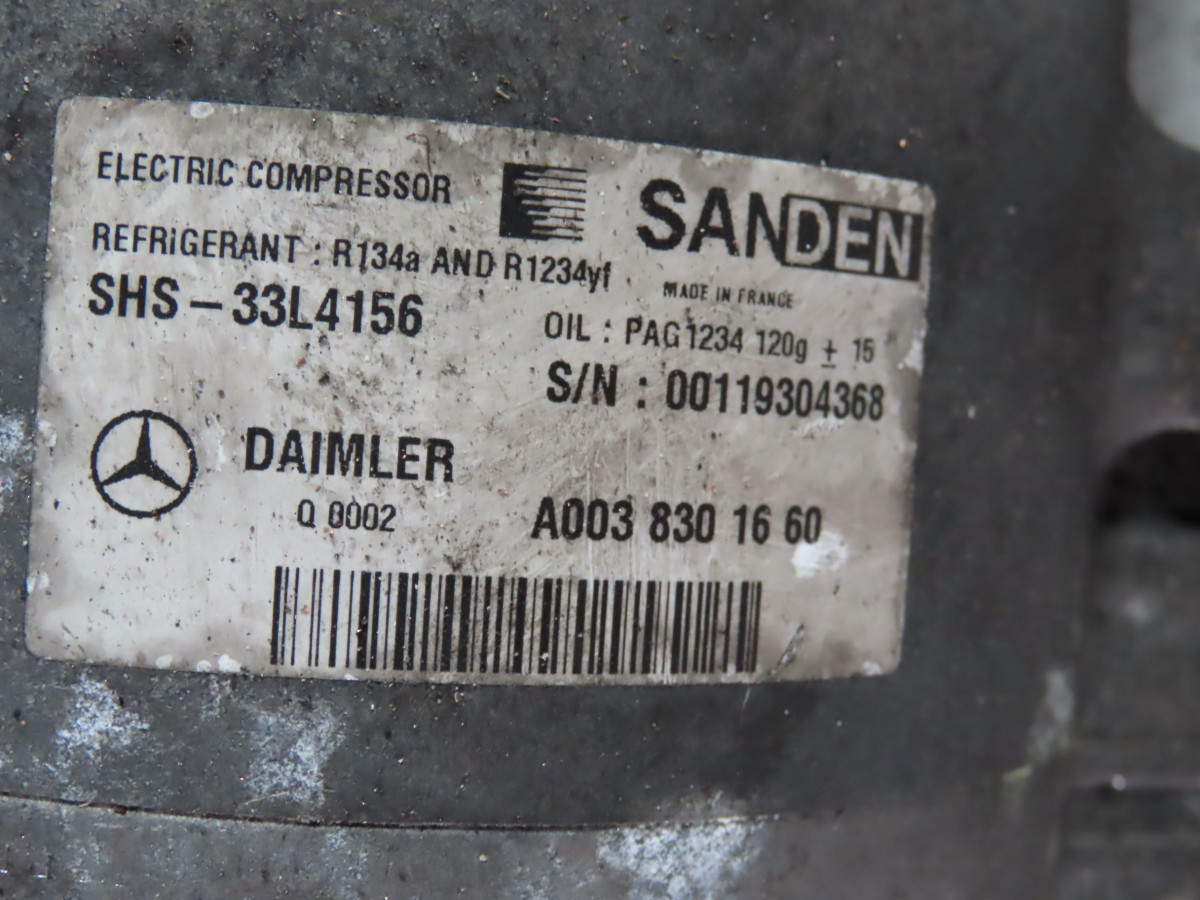 ELECTRIC COMPRESSOR
SANDEN
REFRIGERANT : R134a AND R1234yf
MADE IN FRANCE
SHS-33L4156
OIL : PAG1234 120g ± 15
S/N : 00119304368
DAIMLER
Q 0002
A003 830 16 60